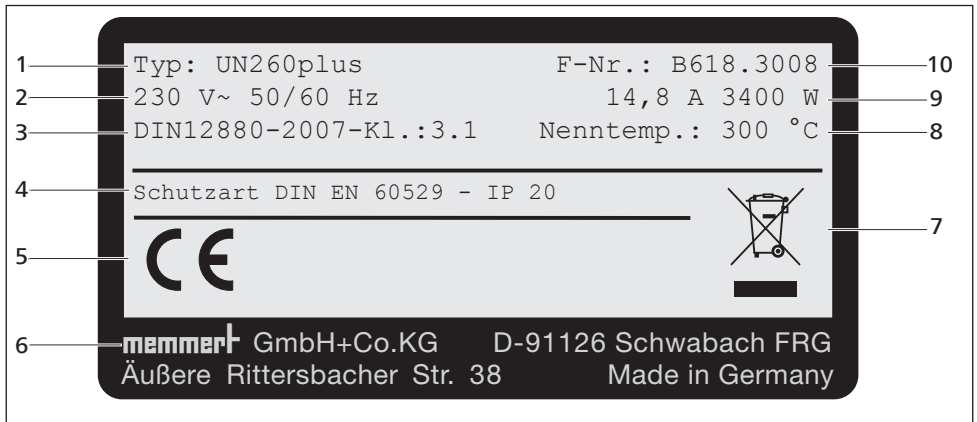 1 Typ: UN260plus F-Nr.: B618.3008 10
2 230 V~ 50/60 Hz 14,8 A 3400 W 9
3 DIN12880-2007-Kl.:3.1 Nenntemp.: 300 °C 8
4 Schutzart DIN EN 60529 - IP 20
7
5 CE
6 memmert GmbH+Co.KG D-91126 Schwabach FRG
Äußere Rittersbacher Str. 38 Made in Germany